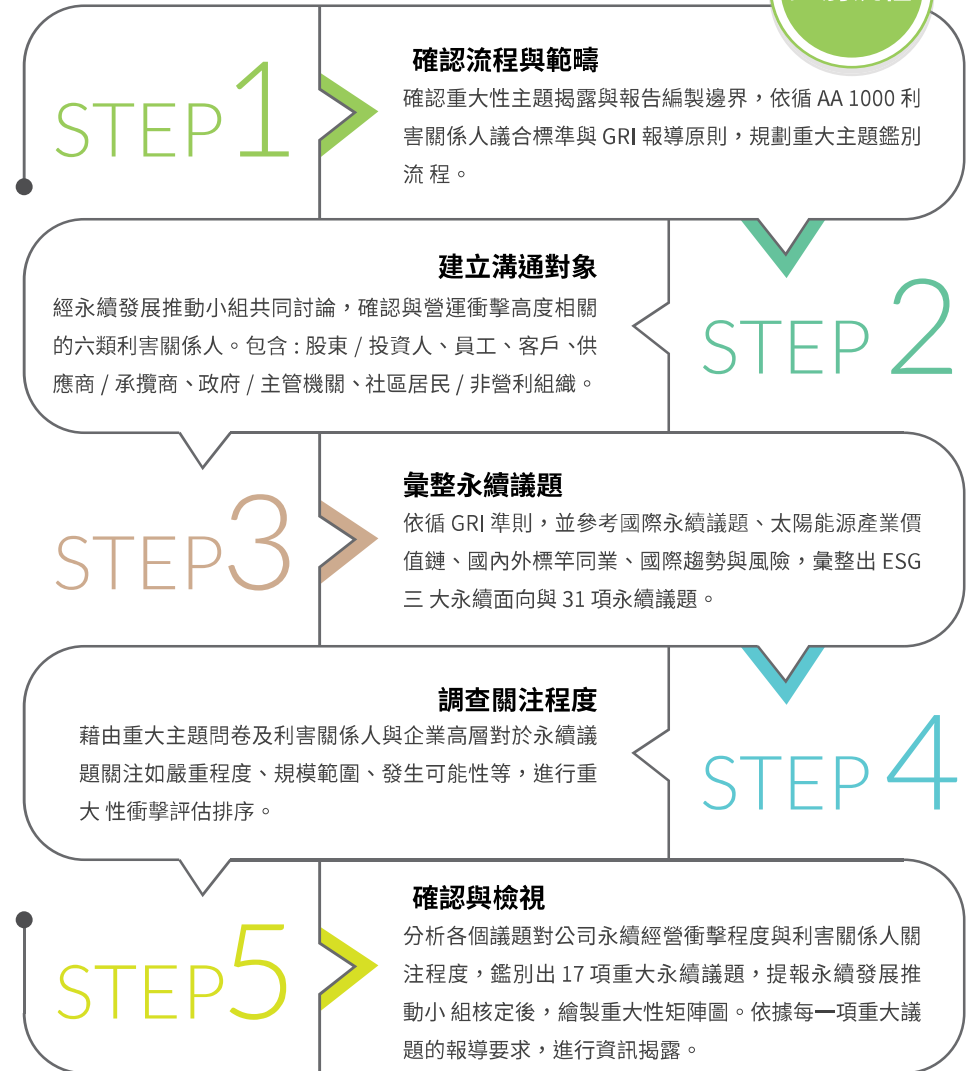 STEP 1
確認流程與範疇
確認重大性主題揭露與報告編製邊界，依循 AA 1000 利
害關係人議合標準與 GRI 報導原則，規劃重大主題鑑別
流 程。
建立溝通對象
經永續發展推動小組共同討論，確認與營運衝擊高度相關
的六類利害關係人。包含 : 股東 / 投資人、員工、客戶、供
應商 / 承攬商、政府 / 主管機關、社區居民 / 非營利組織。
STEP 2
STEP 3
彙整永續議題
依循 GRI 準則，並參考國際永續議題、太陽能源產業價
值鏈、國內外標竿同業、國際趨勢與風險，彙整出 ESG
三 大永續面向與 31 項永續議題。
調查關注程度
藉由重大主題問卷及利害關係人與企業高層對於永續議
題關注如嚴重程度、規模範圍、發生可能性等，進行重
大 性衝擊評估排序。
STEP 4
STEP 5
確認與檢視
分析各個議題對公司永續經營衝擊程度與利害關係人關
注程度，鑑別出 17 項重大永續議題，提報永續發展推
動小 組核定後，繪製重大性矩陣圖。依據每一項重大議
題的報導要求，進行資訊揭露。